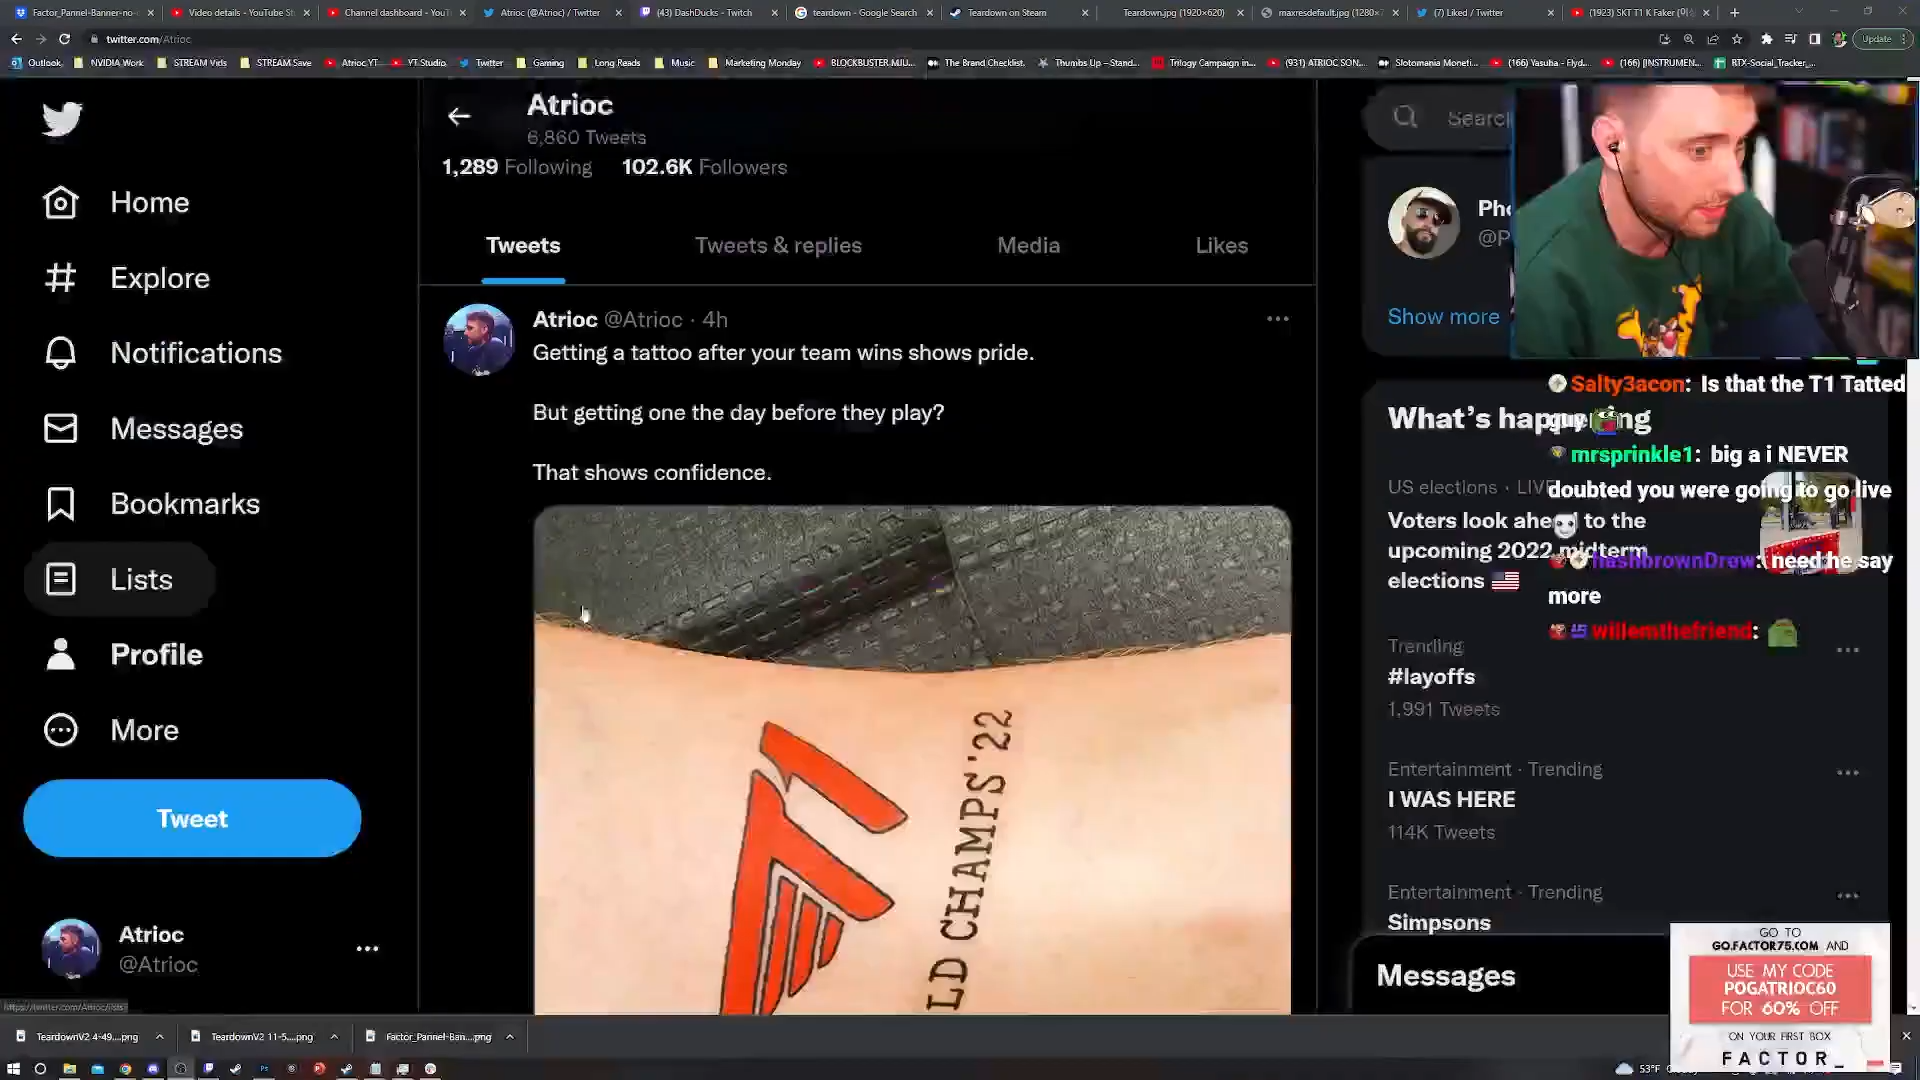 Factor_Pannel-Banner-no-
Video details - YouTube St
Channel dashboard - YouT
Atrioc (@Atrioc) / Twitter
(43) DashDucks - Twitch
teardown - Google Search
Teardown on Steam
Teardown.jpg (1920×620)
maxresdefault.jpg (1280×7
(7) Liked / Twitter
(1923) SKT T1 K Faker
twitter.com/Atrioc
Update
Outlook
NVIDIA Work
STREAM Vids
STREAM Save
Atrioc YT
YT Studio
Twitter
Gaming
Long Reads
Music
Marketing Monday
BLOCKBUSTER MIU...
The Brand Checklist.
Thumbs Up –Stand...
Trilogy Campaign in...
(931) ATRIOC SON...
Slotomania Moneti...
(166) Yasuba - Flyd...
(166) [INSTRUMEN...
RTX-Social_Tracker_...
Atrioc
6,860 Tweets
1,289 Following
102.6K Followers
Tweets
Tweets & replies
Media
Likes
Home
Explore
Notifications
Messages
Bookmarks
Lists
Profile
More
Tweet
Atrioc
@Atrioc
Atrioc @Atrioc · 4h
Getting a tattoo after your team wins shows pride.
But getting one the day before they play?
That shows confidence.
LD CHAMPS '22
Search
Show more
What's happening
US elections · LIVE
Voters look ahead to the
upcoming 2022 midterm
elections
Trending
#layoffs
1,991 Tweets
Entertainment · Trending
I WAS HERE
114K Tweets
Entertainment · Trending
Simpsons
Messages
Salty3acon: Is that the T1 Tatted
guy
mrsprinkle1: big a i NEVER
doubted you were going to go live
hashbrownDrew: need he say
more
willemthefriend:
GO TO
GO.FACTOR75.COM AND
USE MY CODE
POGATRIOC60
FOR 60% OFF
ON YOUR FIRST BOX
FACTOR_
https://twitter.com/Atrioc/lists
TeardownV2 4-49....png
TeardownV2 11-5....png
Factor_Pannel-Ban....png
53°F